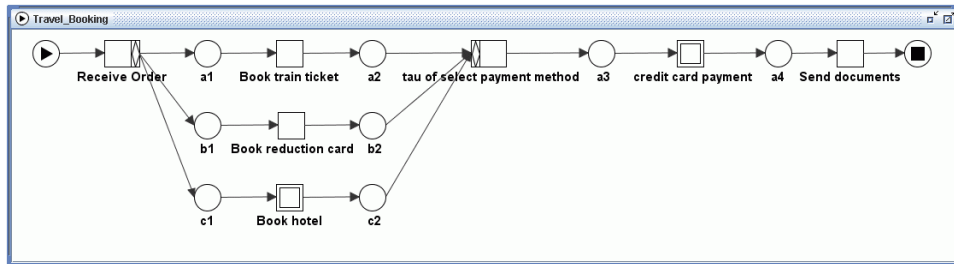 Travel_Booking
Receive Order
a1
Book train ticket
a2
tau of select payment method
a3
credit card payment
a4
Send documents
b1
Book reduction card
b2
c1
Book hotel
c2